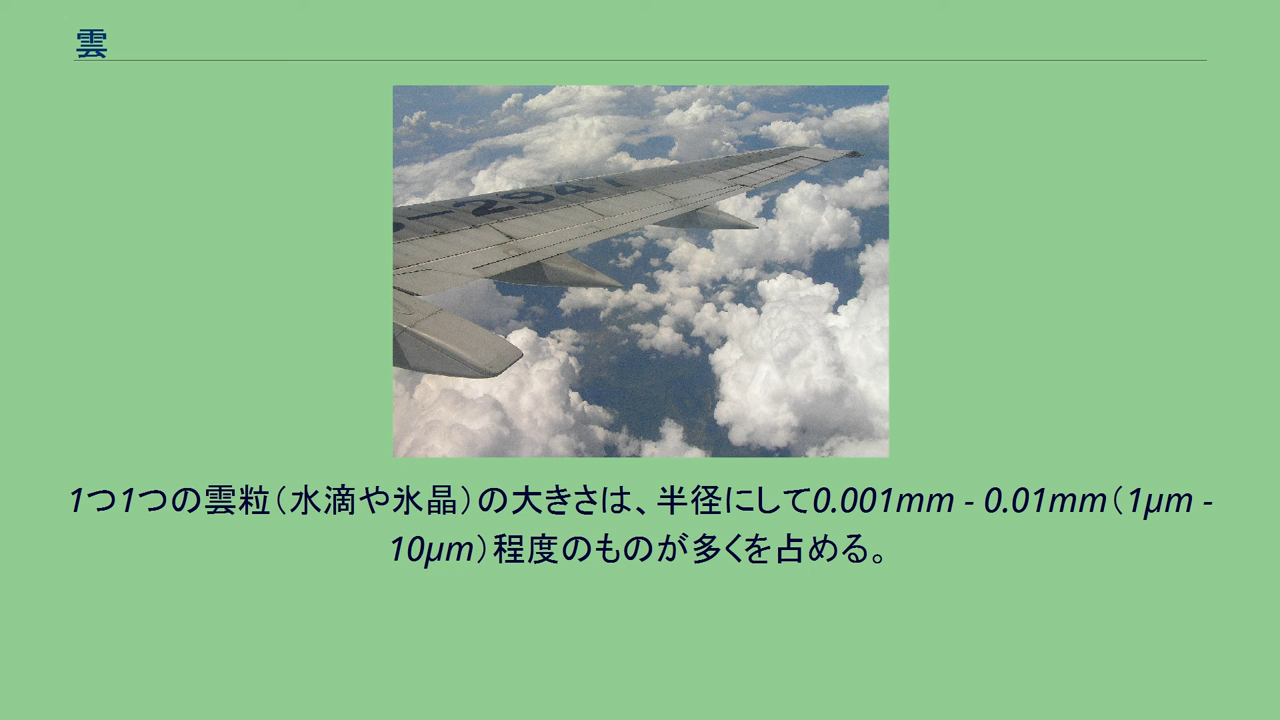 雲
-2947
1つ1つの雲粒（水滴や氷晶）の大きさは、半径にして0.001mm - 0.01mm（1µm -
10µm）程度のものが多くを占める。